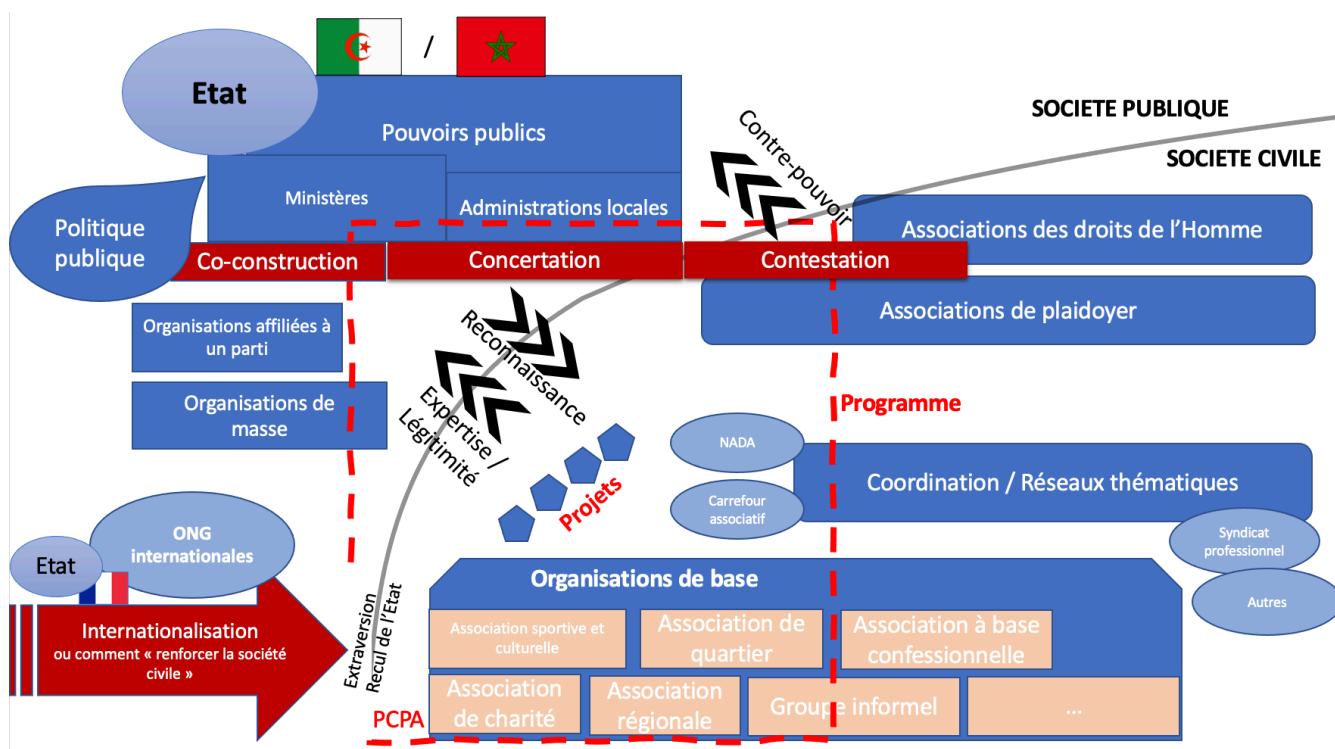 /
Etat
Pouvoirs publics
SOCIETE PUBLIQUE
SOCIETE CIVILE
Contre-pouvoir
Ministères
Administrations locales
Politique
publique
Associations des droits de l'Homme
Co-construction
Concertation
Contestation
Associations de plaidoyer
Organisations affiliées à
un parti
Organisations de
masse
Reconnaissance
Expertise /
Légitimité
Programme
NADA
Carrefour
associatif
Coordination / Réseaux thématiques
Projets
Syndicat
professionnel
Autres
ONG
internationales
Etat
Internationalisation
ou comment « renforcer la société
civile »
Extraversion
Recul de l'Etat
Organisations de base
Association sportive et
culturelle
Association de
quartier
Association à base
confessionnelle
PCPA
Association
de charité
Association
régionale
Groupe informel
...